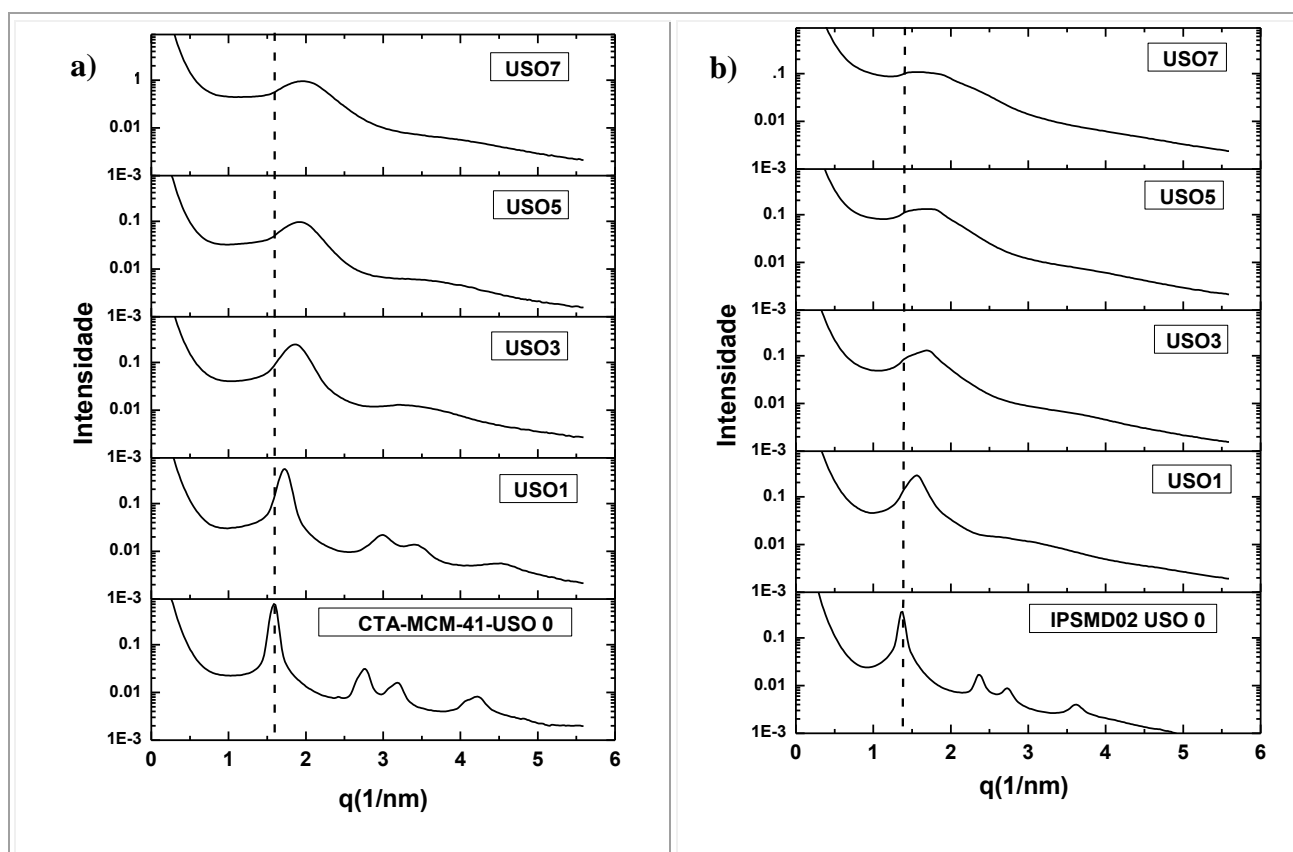 a)
Intensidade
USO7
1
0.01
1E-3
USO5
0.1
0.01
1E-3
USO3
0.1
0.01
1E-3
USO1
0.1
0.01
1E-3
CTA-MCM-41-USO 0
0.1
0.01
1E-3
0 1 2 3 4 5 6
q(1/nm)
b)
Intensidade
USO7
.1
0.01
1E-3
USO5
0.1
0.01
1E-3
USO3
0.1
0.01
1E-3
USO1
0.1
0.01
1E-3
IPSMD02 USO 0
0.1
0.01
1E-3
0 1 2 3 4 5 6
q(1/nm)